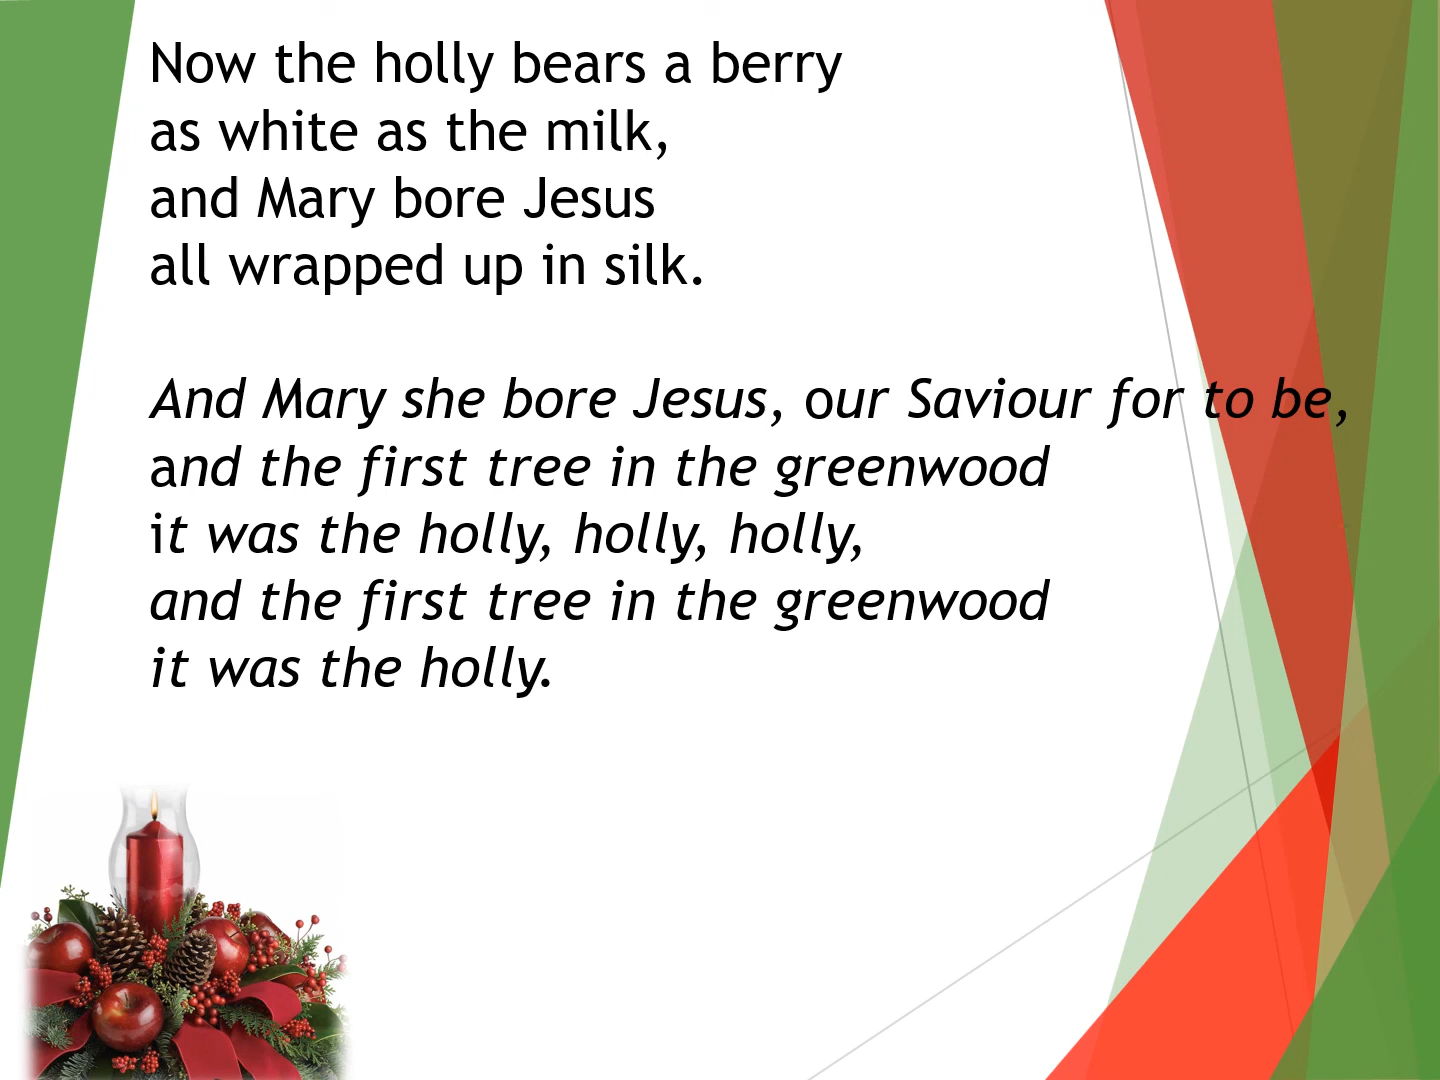 Now the holly bears a berry
as white as the milk,
and Mary bore Jesus
all wrapped up in silk.
And Mary she bore Jesus, our Saviour for to be,
and the first tree in the greenwood
it was the holly, holly, holly,
and the first tree in the greenwood
it was the holly.